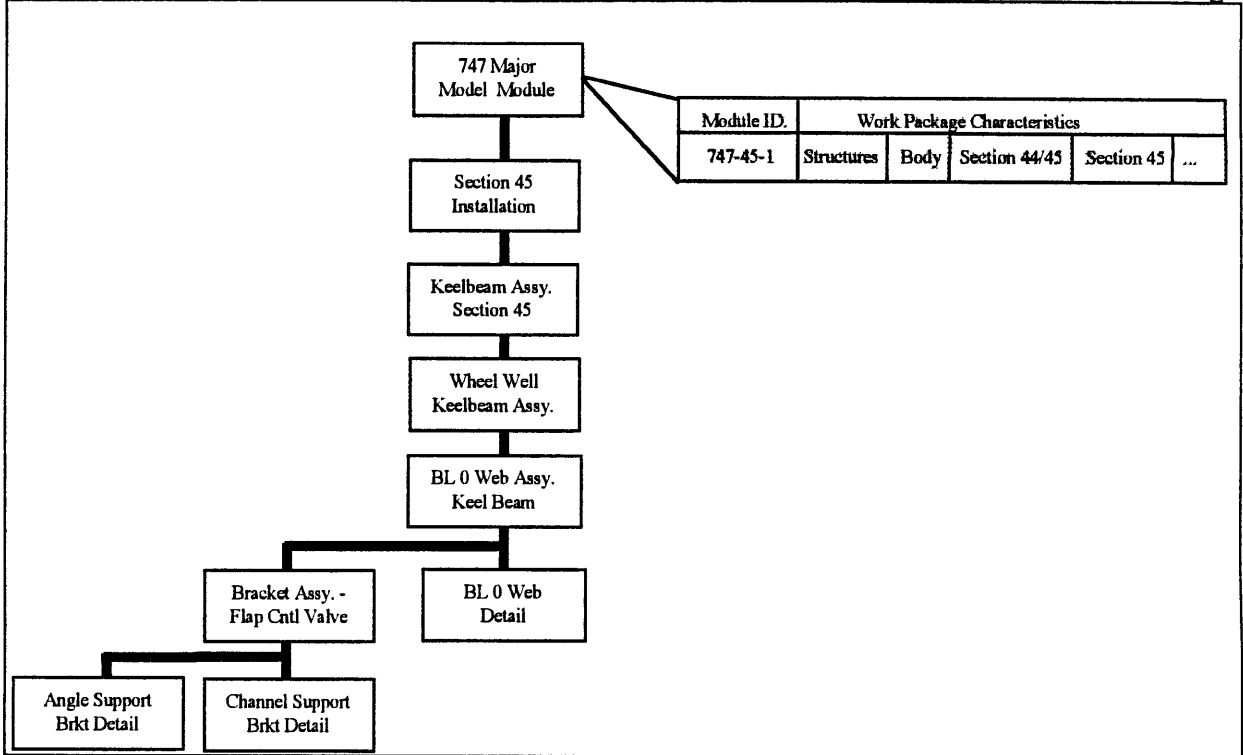 747 Major
Model Module
Module ID. Work Package Characteristics
747-45-1 Structures Body Section 44/45 Section 45 ...
Section 45
Installation
Keelbeam Assy.
Section 45
Wheel Well
Keelbeam Assy.
BL 0 Web Assy.
Keel Beam
Bracket Assy. -
Flap Cntl Valve
BL 0 Web
Detail
Angle Support
Brkt Detail
Channel Support
Brkt Detail